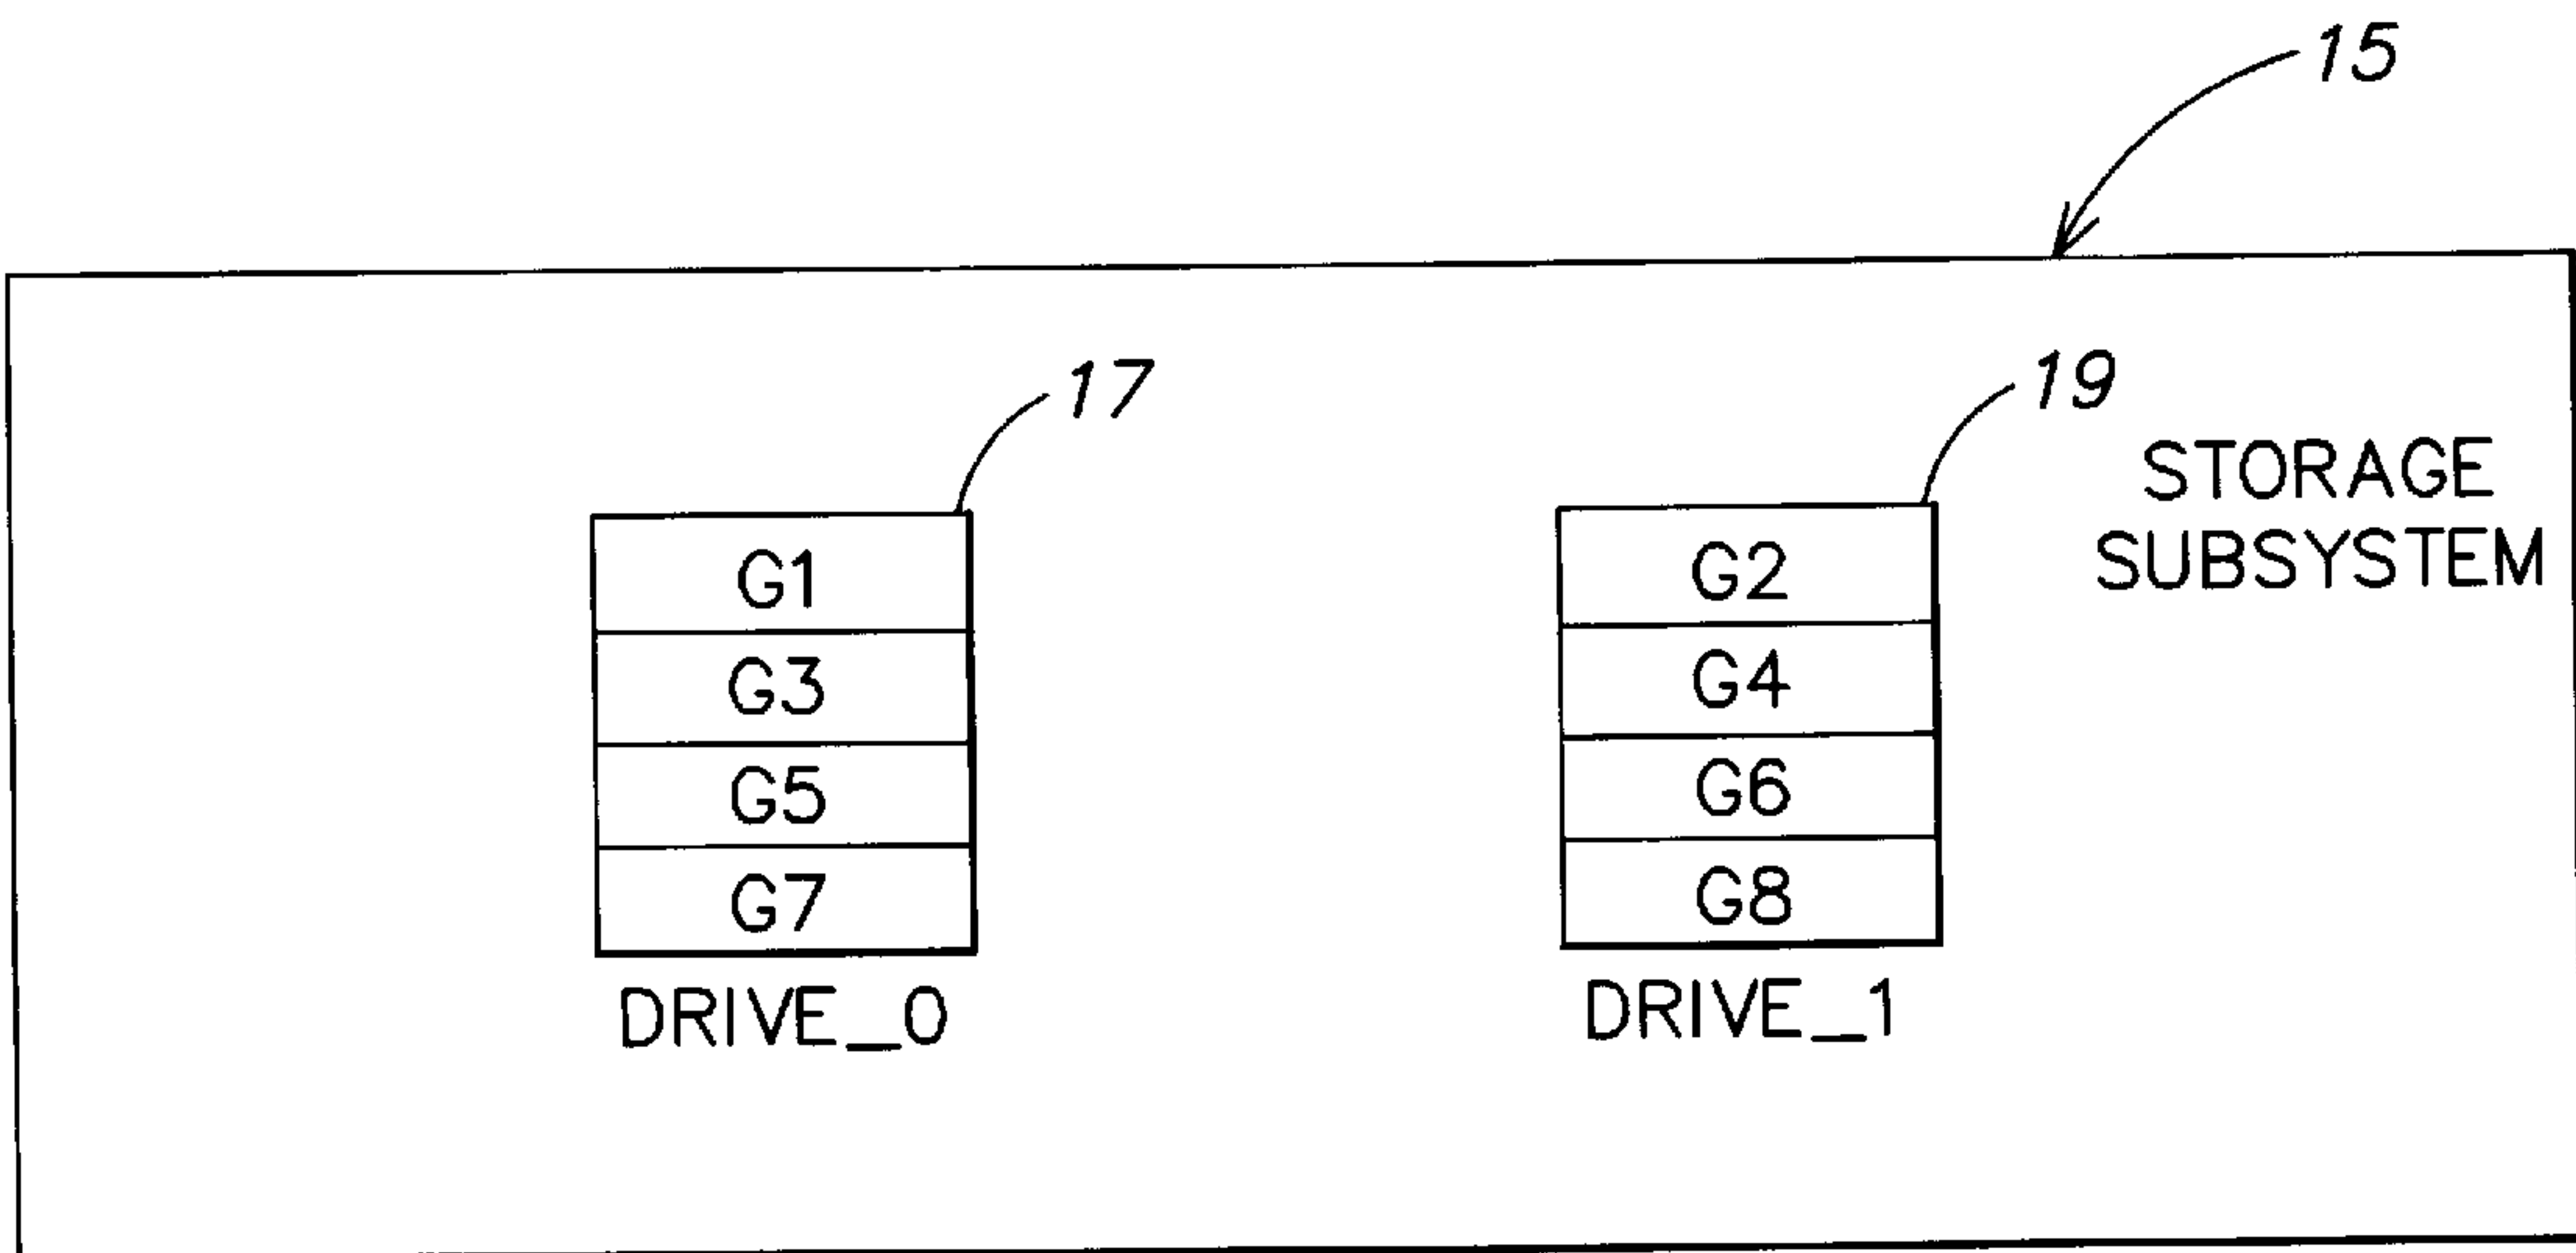 15
17
19
STORAGE
SUBSYSTEM
G1
G3
G5
G7
DRIVE_0
G2
G4
G6
G8
DRIVE_1